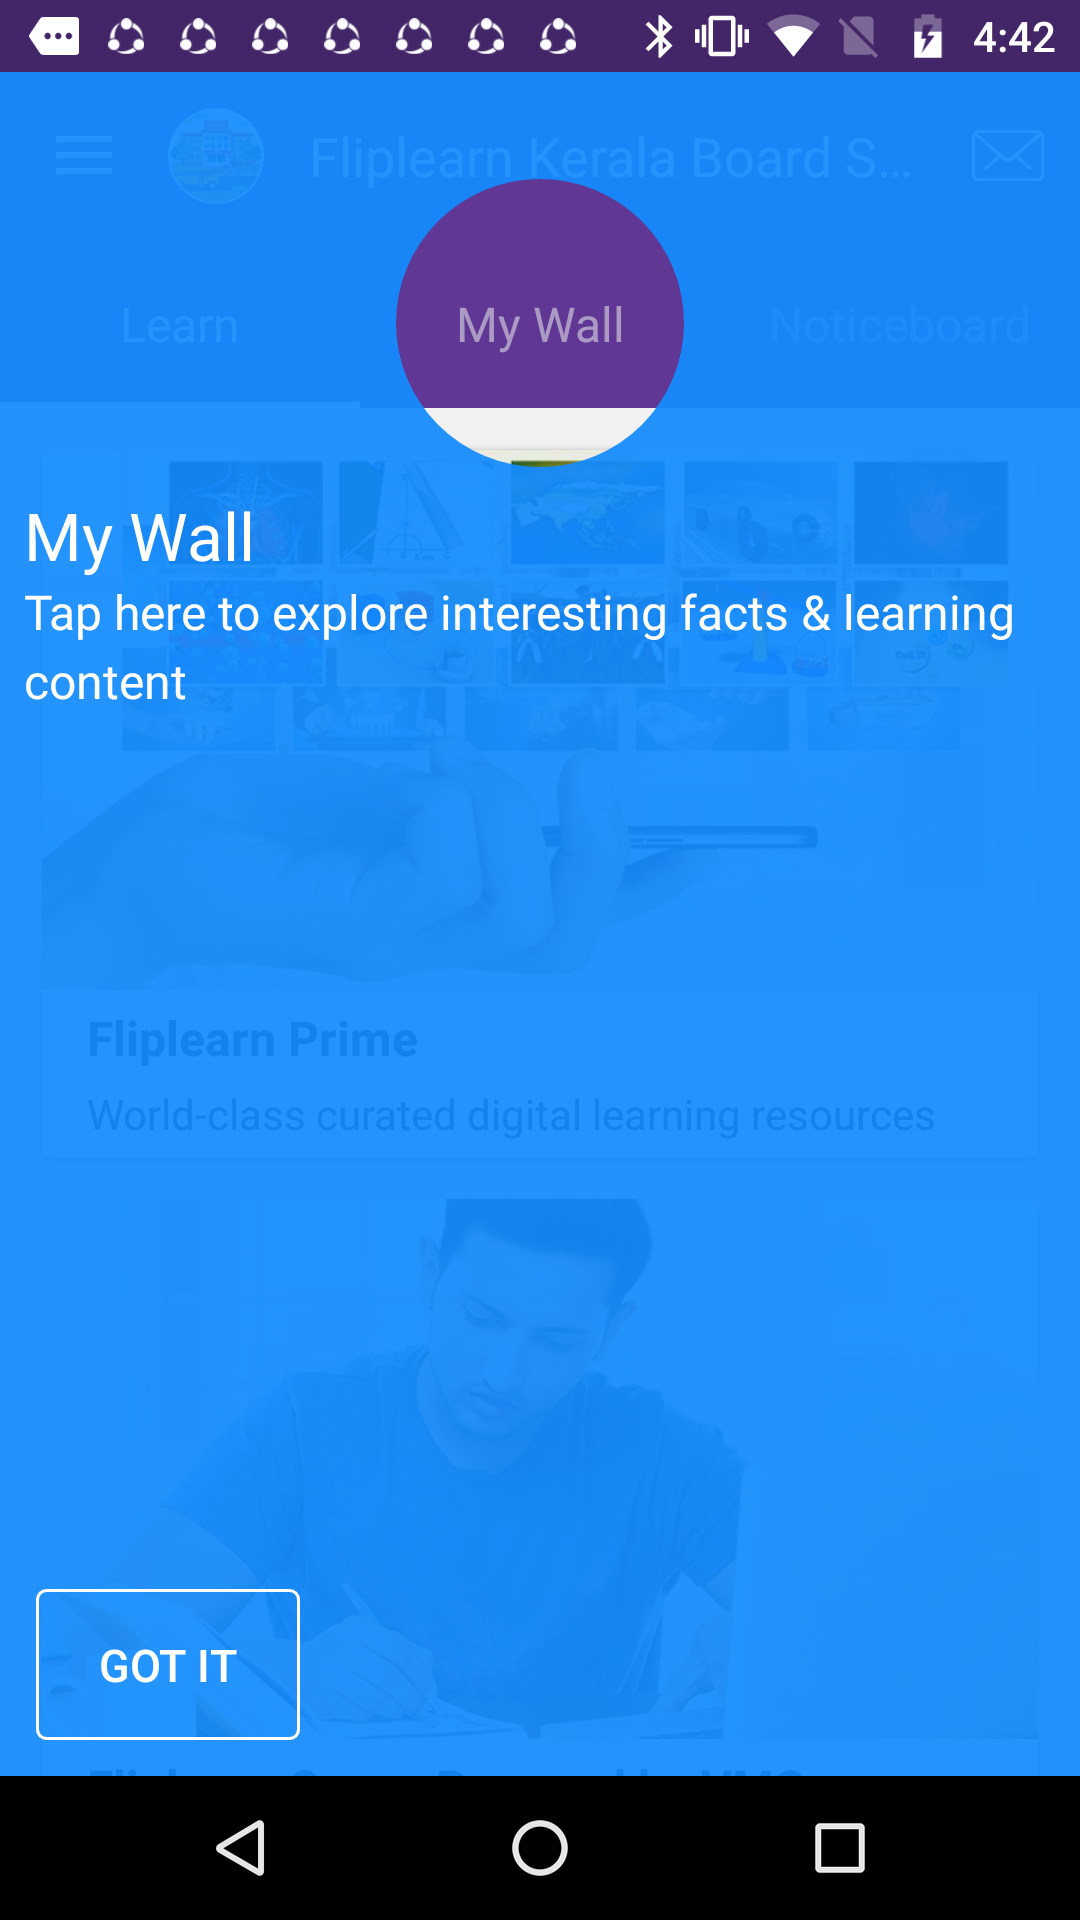 4:42
Fliplearn Kerala Board S...
Learn
My Wall
Noticeboard
My Wall
Tap here to explore interesting facts & learning
content
Fliplearn Prime
World-class curated digital learning resources
GOT IT